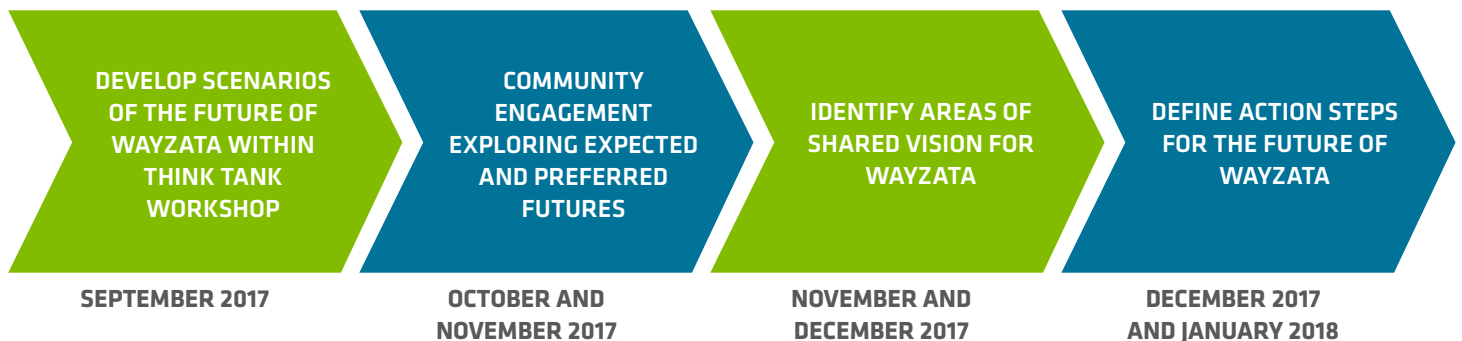 DEVELOP SCENARIOS
OF THE FUTURE OF
WAYZATA WITHIN
THINK TANK
WORKSHOP
SEPTEMBER 2017
COMMUNITY
ENGAGEMENT
EXPLORING EXPECTED
AND PREFERRED
FUTURES
OCTOBER AND
NOVEMBER 2017
IDENTIFY AREAS OF
SHARED VISION FOR
WAYZATA
NOVEMBER AND
DECEMBER 2017
DEFINE ACTION STEPS
FOR THE FUTURE OF
WAYZATA
DECEMBER 2017
AND JANUARY 2018